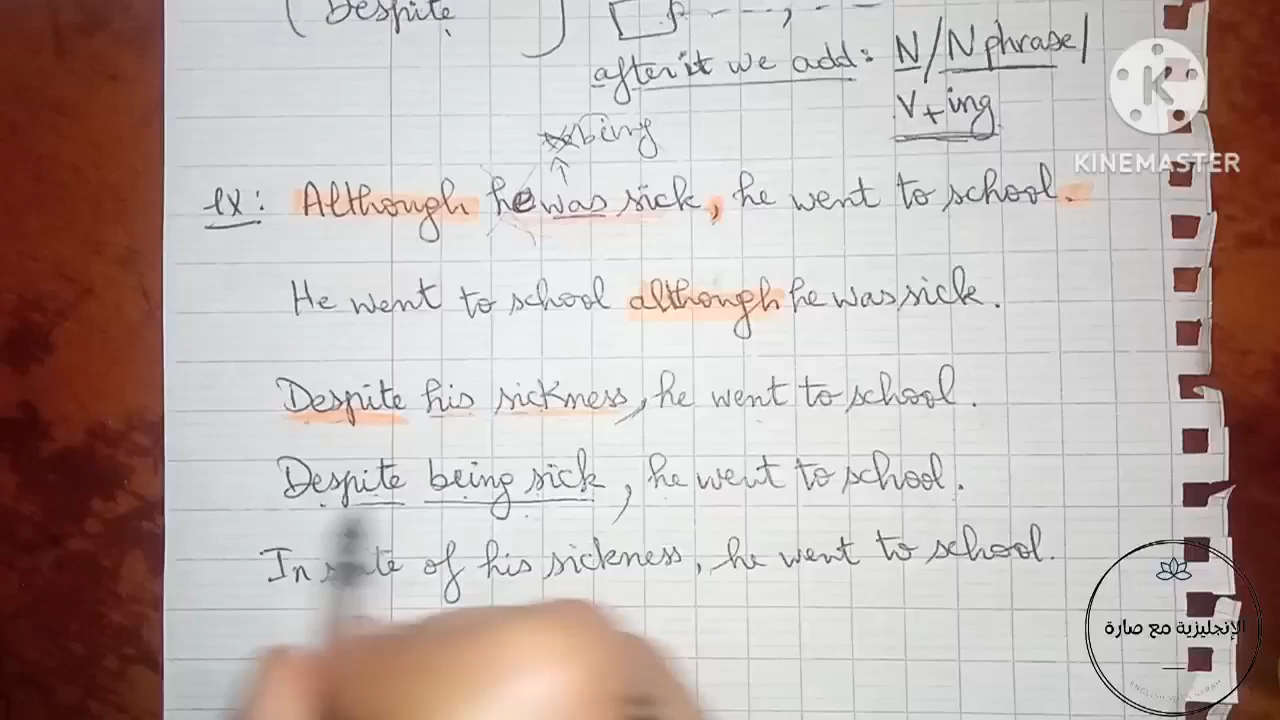 ( Despite )
after it we add: N/N phrase/
V+ing
being
ex: Although he was sick, he went to school.
He went to school although he was sick.
Despite his sickness, he went to school.
Despite being sick, he went to school.
In of his sickness, he went to school.
KINEMASTER
الإنجليزية مع صارة